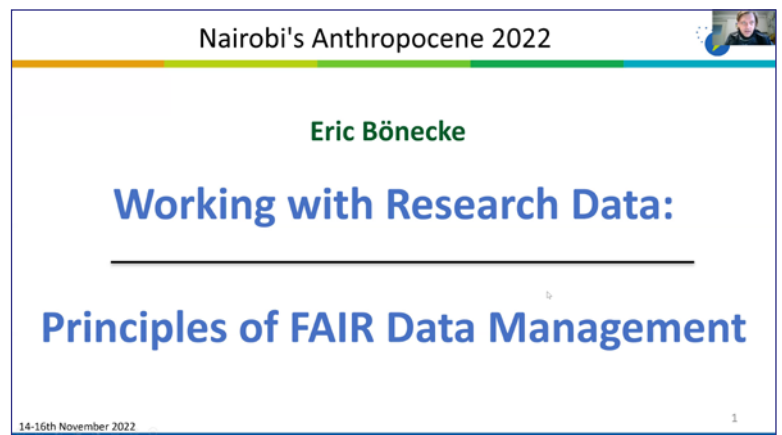 Nairobi's Anthropocene 2022
Eric Bönecke
Working with Research Data:
Principles of FAIR Data Management
14-16th November 2022
1